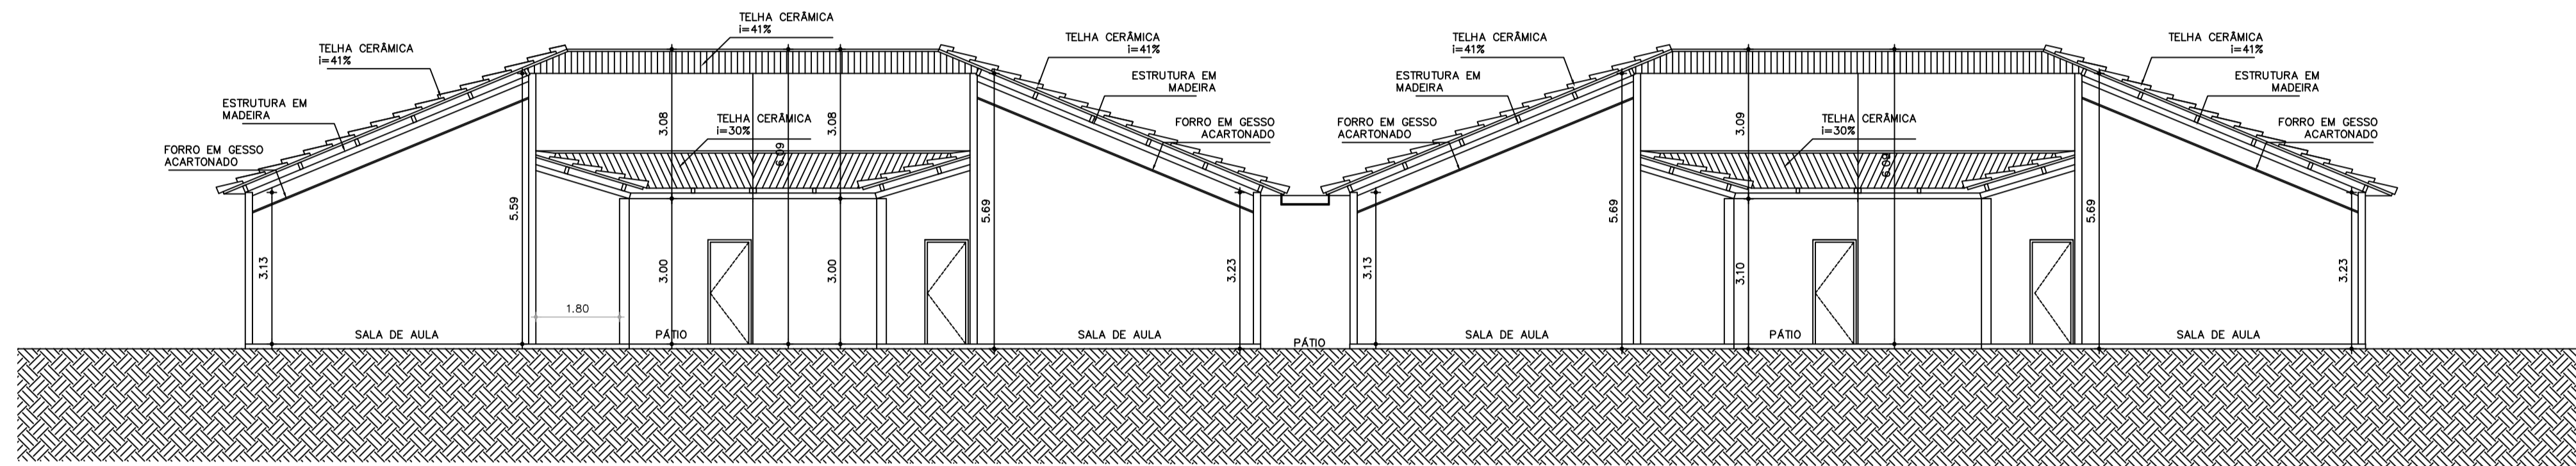 TELHA CERÂMICA
i=41%
TELHA CERÂMICA
i=41%
TELHA CERÂMICA
i=41%
TELHA CERÂMICA
i=41%
TELHA CERÂMICA
i=41%
ESTRUTURA EM
MADEIRA
ESTRUTURA EM
MADEIRA
ESTRUTURA EM
MADEIRA
ESTRUTURA EM
MADEIRA
FORRO EM GESSO
ACARTONADO
FORRO EM GESSO
ACARTONADO
FORRO EM GESSO
ACARTONADO
FORRO EM GESSO
ACARTONADO
TELHA CERÂMICA
i=30%
TELHA CERÂMICA
i=30%
3.08
6.09
3.08
3.09
6.09
3.13
5.59
3.00
3.00
5.69
3.23
3.13
5.69
3.10
5.69
3.23
1.80
SALA DE AULA
PÁTIO
SALA DE AULA
PÁTIO
SALA DE AULA
PÁTIO
SALA DE AULA